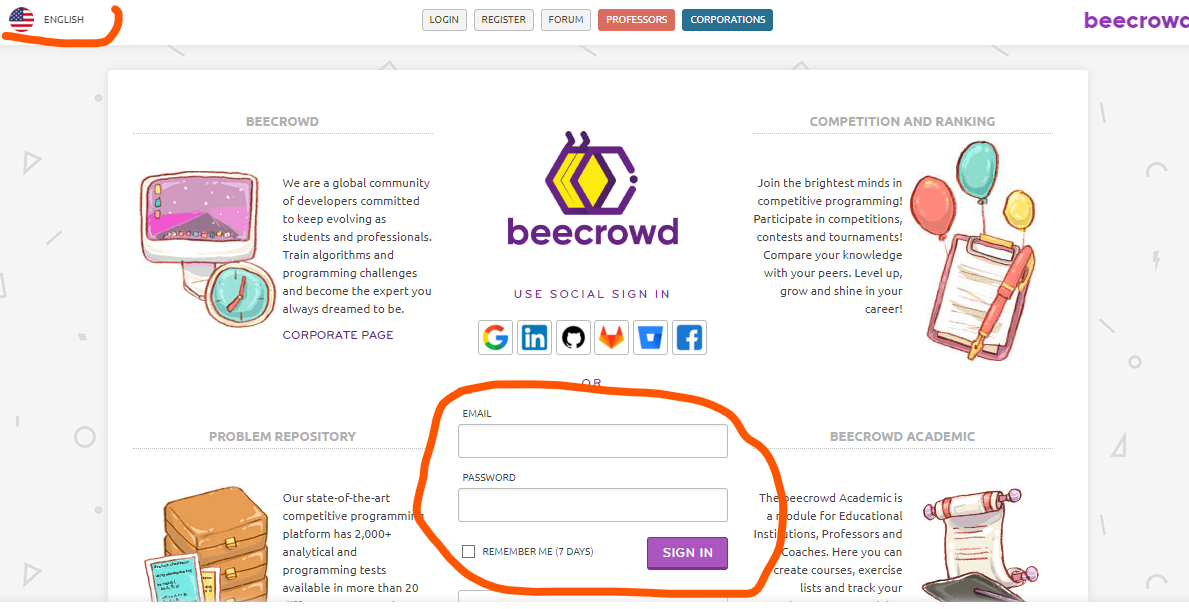 ENGLISH
LOGIN
REGISTER
FORUM
PROFESSORS
CORPORATIONS
beecrowd
BEECROWD
We are a global community
of developers committed
to keep evolving as
students and professionals.
Train algorithms and
programming challenges
and become the expert you
always dreamed to be.
CORPORATE PAGE
beecrowd
USE SOCIAL SIGN IN
OR
EMAIL
PASSWORD
REMEMBER ME (7 DAYS)
SIGN IN
COMPETITION AND RANKING
Join the brightest minds in
competitive programming!
Participate in competitions,
contests and tournaments!
Compare your knowledge
with your peers. Level up,
grow and shine in your
career!
PROBLEM REPOSITORY
Our state-of-the-art
competitive programming
platform has 2,000+
analytical and
programming tests
available in more than 20
BEECROWD ACADEMIC
The beecrowd Academic is
a module for Educational
Institutions, Professors and
Coaches. Here you can
create courses, exercise
lists and track your